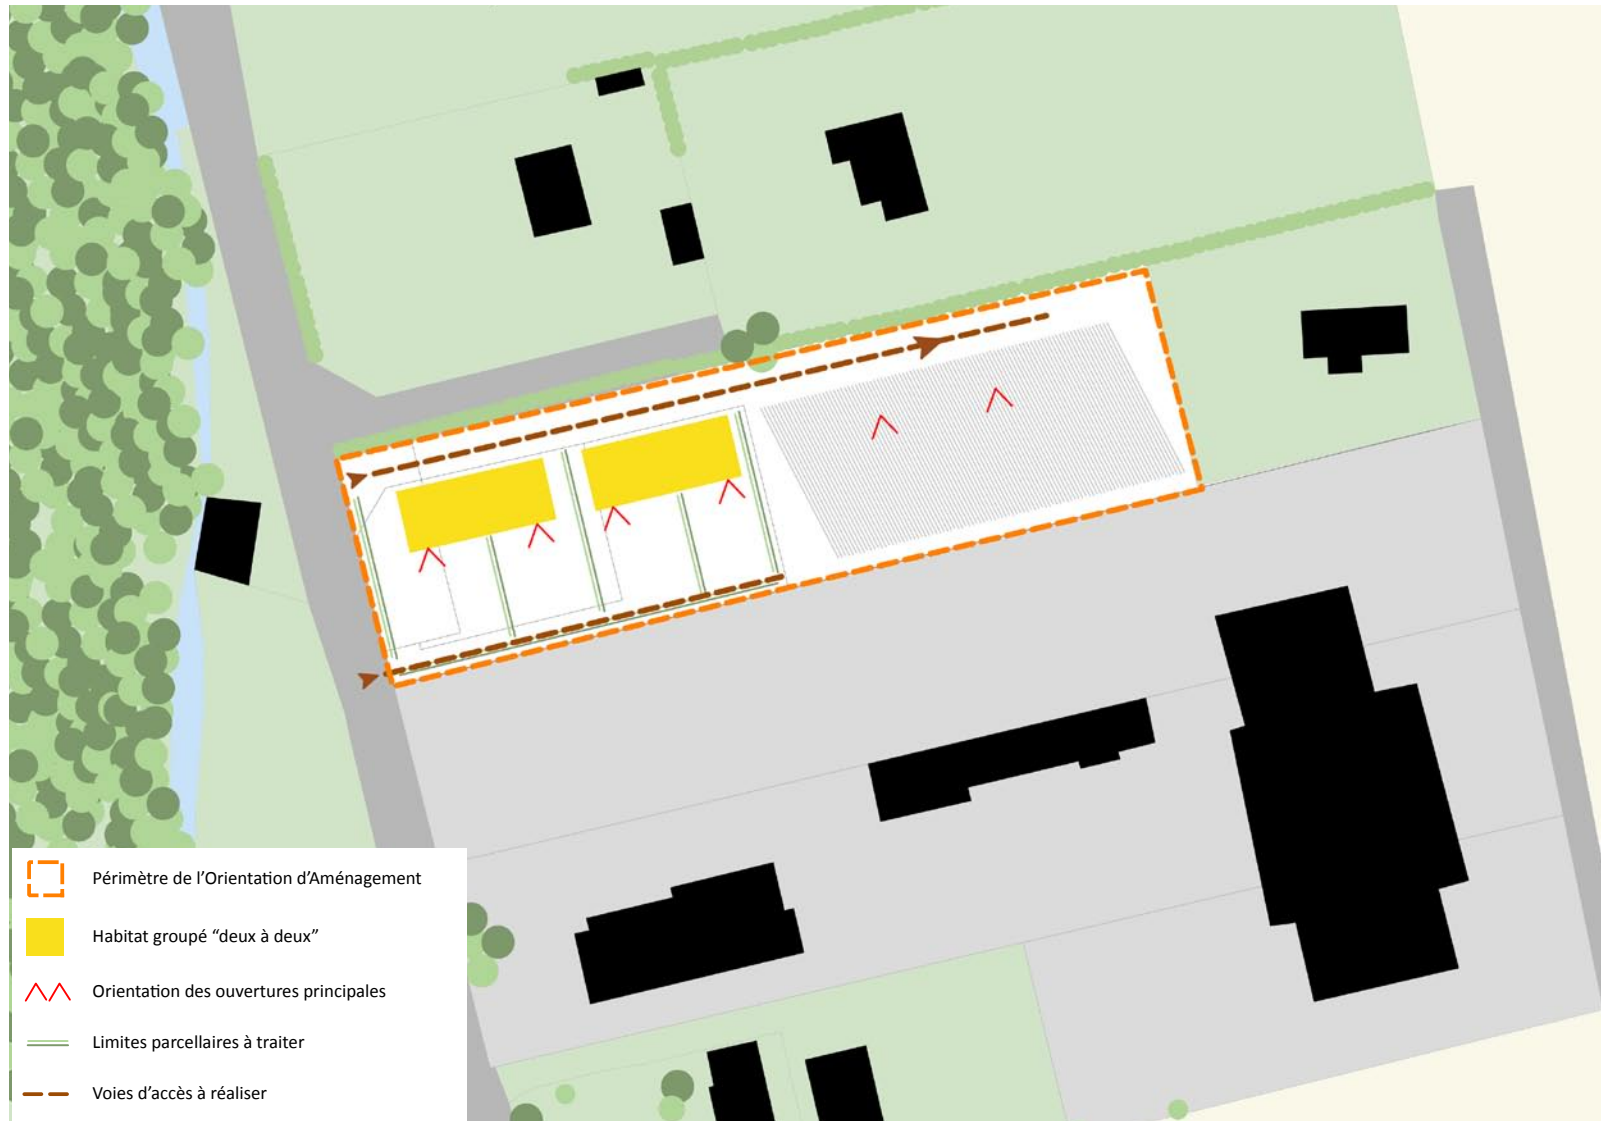 Périmètre de l’Orientation d’Aménagement
Habitat groupé “deux à deux”
Orientation des ouvertures principales
Limites parcellaires à traiter
Voies d’accès à réaliser